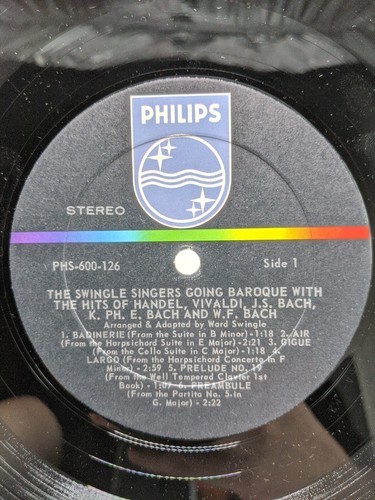 PHILIPS
STEREO
PHS-600-126 Side 1
THE SWINGLE SINGERS GOING BAROQUE WITH
THE HITS OF HANDEL, VIVALDI, J.S. BACH,
K. PH. E. BACH AND W.F. BACH
Arranged & Adapted by Ward Swingle
1. BADINERIE (From the Suite in B Minor)-1:18 2. AIR
(From the Harpsichord Suite in E Major)-2:21 3. GIGUE
(From the Cello Suite in C Major)-1:18 4.
LARGO (From the Harpsichord Concerto in F
Minor)-2:59 5. PRELUDE NO. 19
(From the Well Tempered Clavier 1st
Book)-1:07 6. PREAMBULE
(From the Partita No. 5-in
G. Major)-2:22